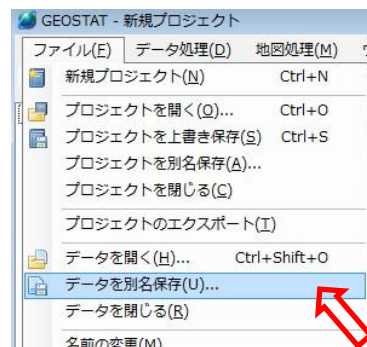 GEOSTAT - 新規プロジェクト
ファイル(F) データ処理(D) 地図処理(M)
新規プロジェクト(N) Ctrl+N
プロジェクトを開く(O)... Ctrl+O
プロジェクトを上書き保存(S) Ctrl+S
プロジェクトを別名保存(A)...
プロジェクトを閉じる(C)
プロジェクトのエクスポート(T)
データを開く(H)... Ctrl+Shift+O
データを別名保存(U)...
データを閉じる(R)
名前の変更(M)